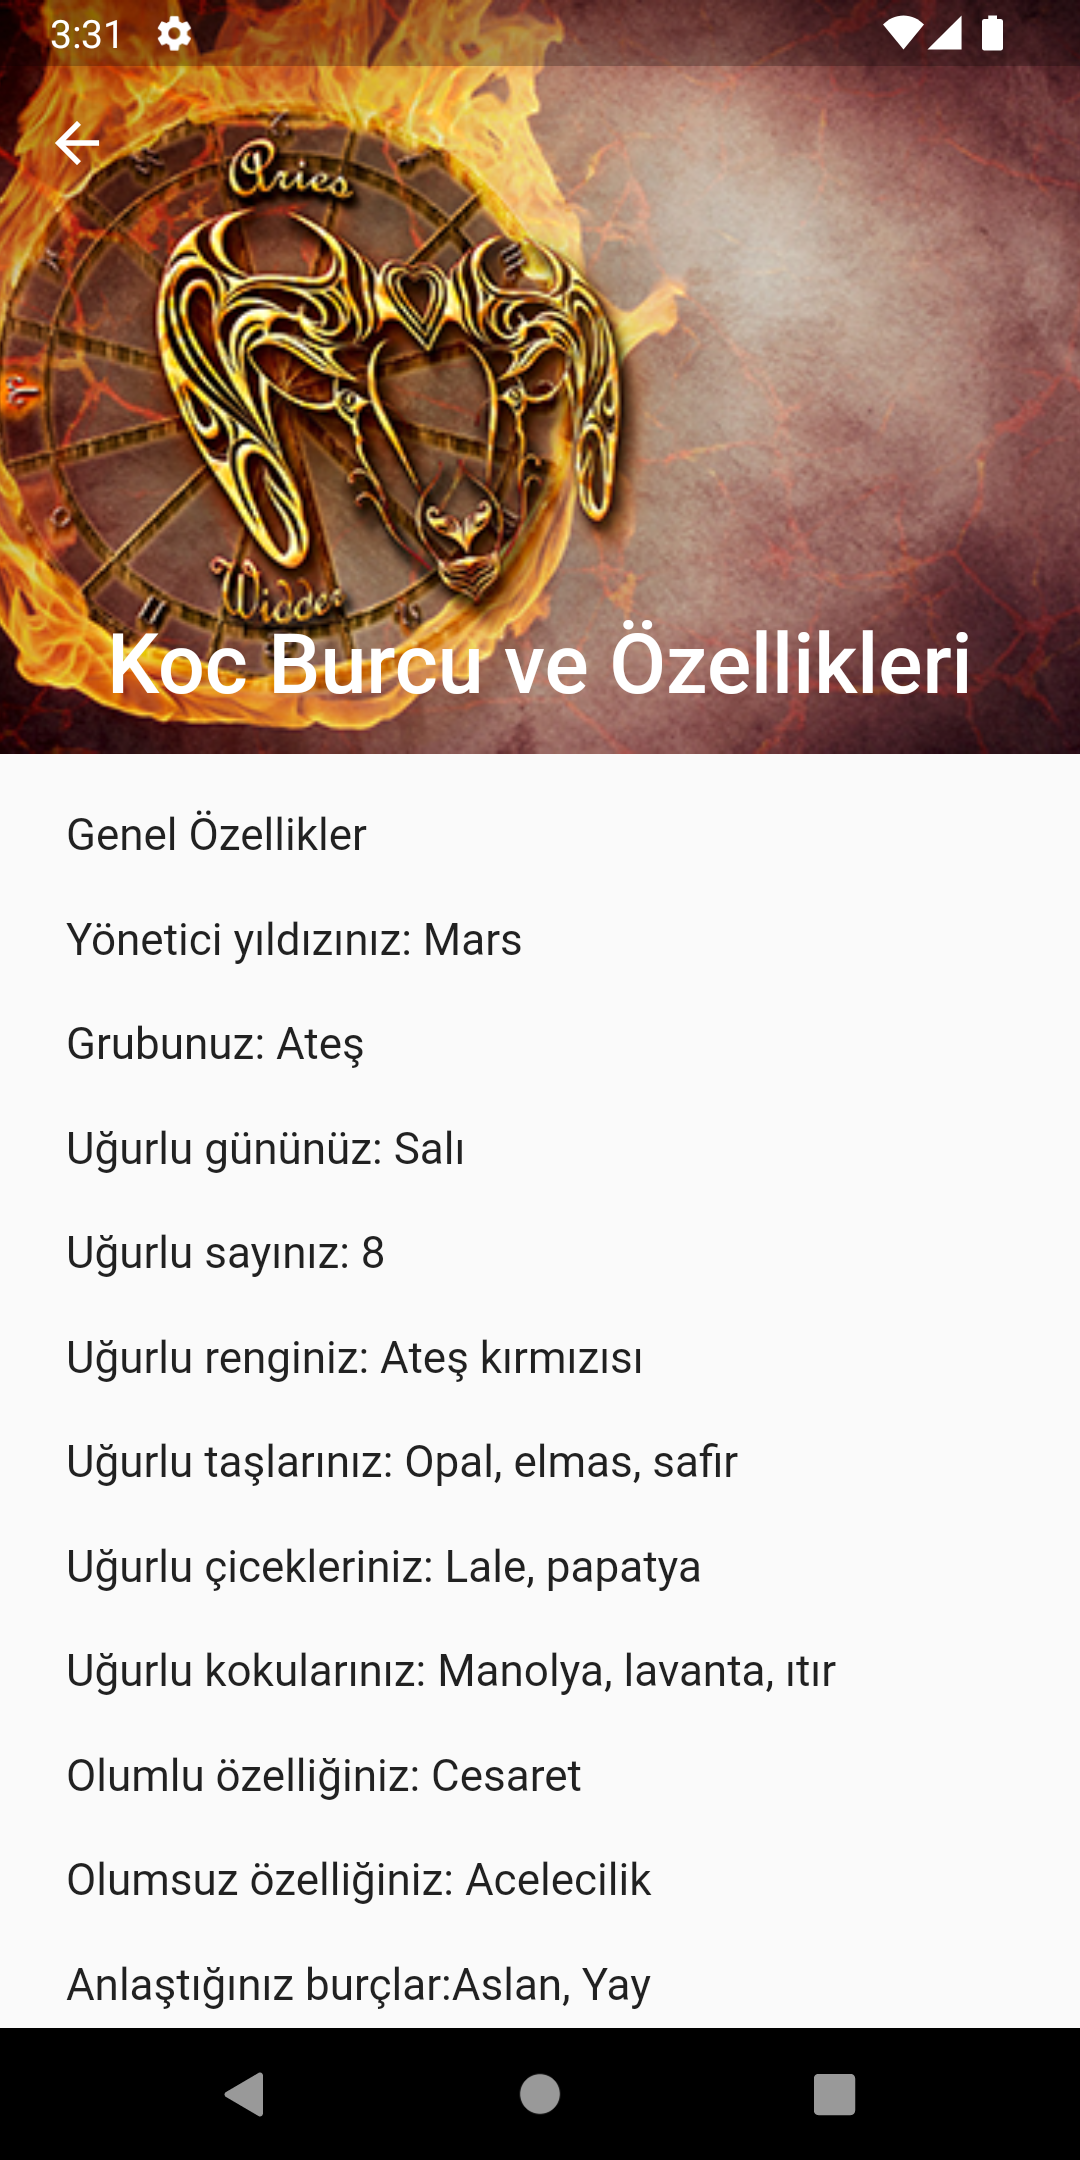 3:31
Aries
Widder
Koc Burcu ve Özellikleri
Genel Özellikler
Yönetici yıldızınız: Mars
Grubunuz: Ateş
Uğurlu gününüz: Salı
Uğurlu sayınız: 8
Uğurlu renginiz: Ateş kırmızısı
Uğurlu taşlarınız: Opal, elmas, safir
Uğurlu çicekleriniz: Lale, papatya
Uğurlu kokularınız: Manolya, lavanta, ıtır
Olumlu özelliğiniz: Cesaret
Olumsuz özelliğiniz: Acelecilik
Anlaştığınız burçlar:Aslan, Yay